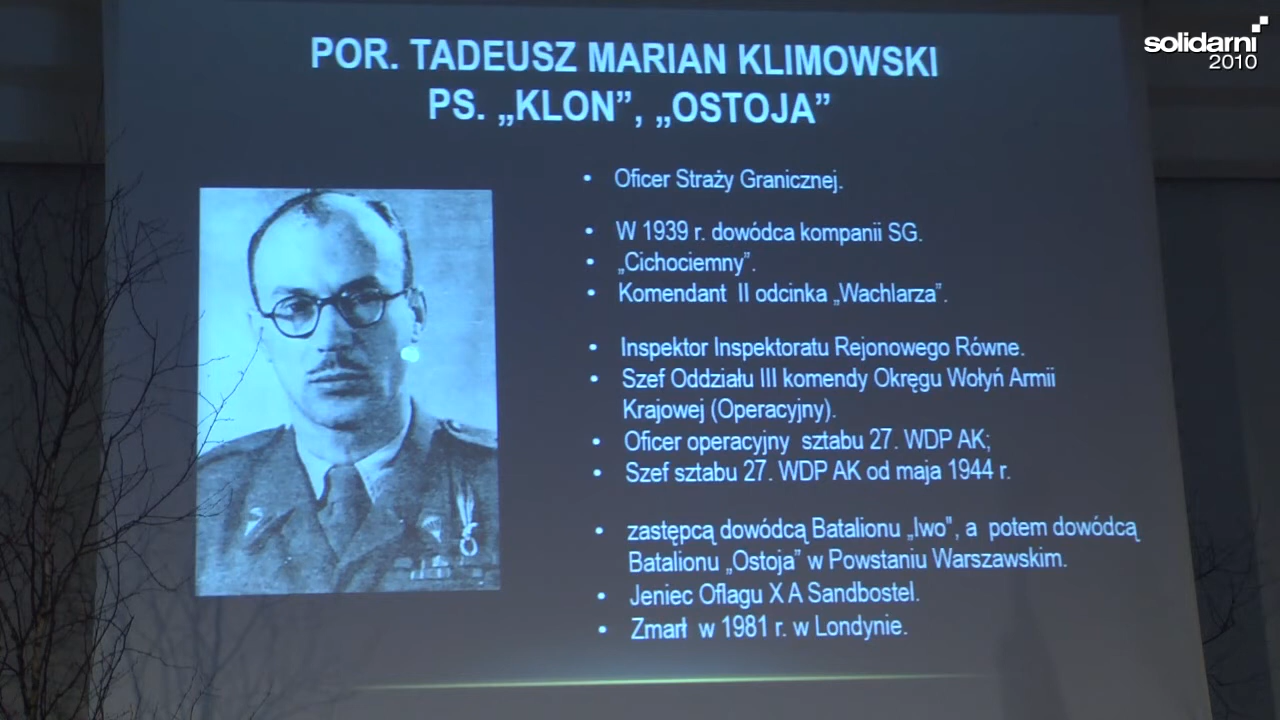 solidarni
2010
POR. TADEUSZ MARIAN KLIMOWSKI
PS. „KLON”, „OSTOJA”
• Oficer Straży Granicznej.
• W 1939 r. dowódca kompanii SG.
• „Cichociemny”.
• Komendant II odcinka „Wachlarza”.
• Inspektor Inspektoratu Rejonowego Równe.
• Szef Oddziału III komendy Okręgu Wołyń Armii
Krajowej (Operacyjny).
• Oficer operacyjny sztabu 27. WDP AK;
• Szef sztabu 27. WDP AK od maja 1944 r.
• zastępcą dowódcą Batalionu „Iwo", a potem dowódcą
Batalionu „Ostoja” w Powstaniu Warszawskim.
• Jeniec Oflagu X A Sandbostel.
• Zmarł w 1981 r. w Londynie.